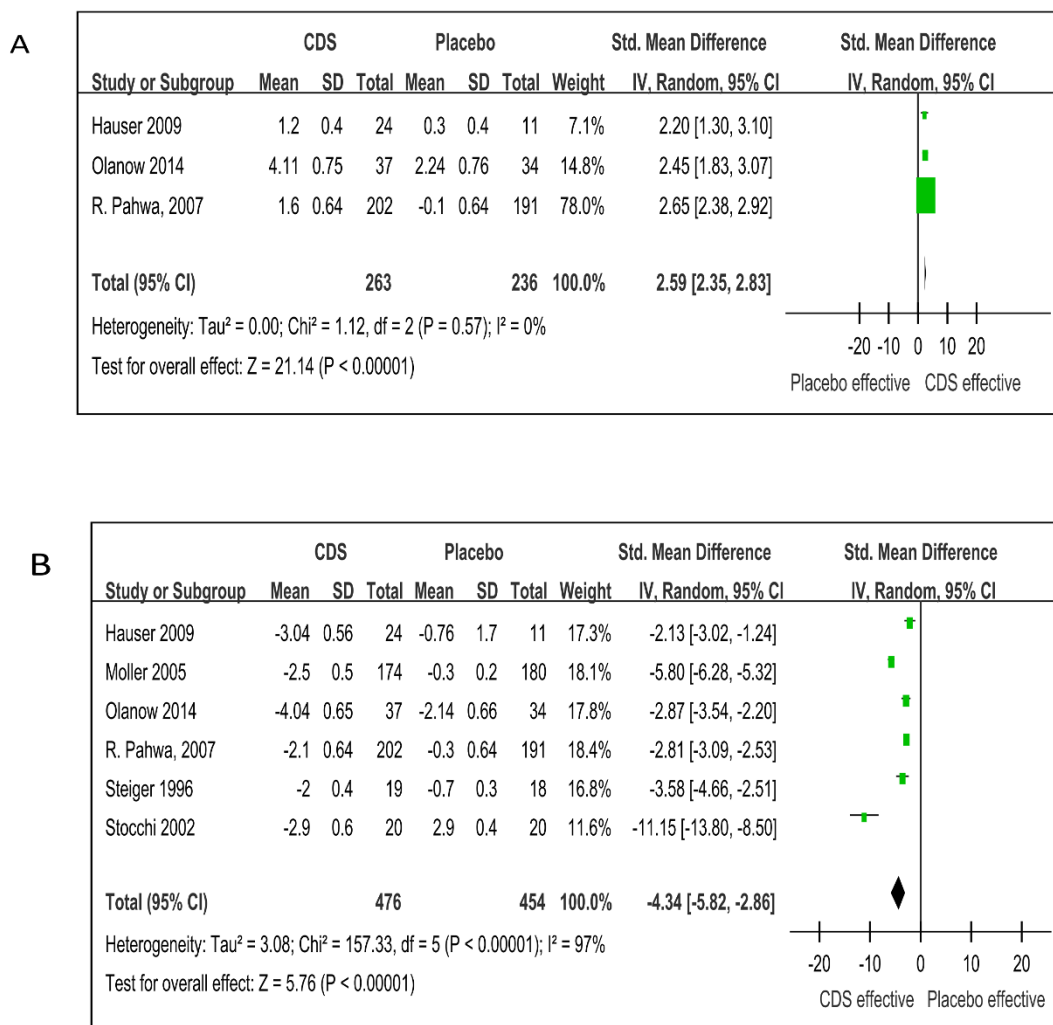 A
CDS Placebo Std. Mean Difference Std. Mean Difference
Study or Subgroup Mean SD Total Mean SD Total Weight IV, Random, 95% CI IV, Random, 95% CI
Hauser 2009 1.2 0.4 24 0.3 0.4 11 7.1% 2.20 [1.30, 3.10]
Olanow 2014 4.11 0.75 37 2.24 0.76 34 14.8% 2.45 [1.83, 3.07]
R. Pahwa, 2007 1.6 0.64 202 -0.1 0.64 191 78.0% 2.65 [2.38, 2.92]
Total (95% CI) 263 236 100.0% 2.59 [2.35, 2.83]
Heterogeneity: Tau² = 0.00; Chi² = 1.12, df = 2 (P = 0.57); I² = 0%
Test for overall effect: Z = 21.14 (P < 0.00001)
-20 -10 0 10 20
Placebo effective CDS effective
B
CDS Placebo Std. Mean Difference Std. Mean Difference
Study or Subgroup Mean SD Total Mean SD Total Weight IV, Random, 95% CI IV, Random, 95% CI
Hauser 2009 -3.04 0.56 24 -0.76 1.7 11 17.3% -2.13 [-3.02, -1.24]
Moller 2005 -2.5 0.5 174 -0.3 0.2 180 18.1% -5.80 [-6.28, -5.32]
Olanow 2014 -4.04 0.65 37 -2.14 0.66 34 17.8% -2.87 [-3.54, -2.20]
R. Pahwa, 2007 -2.1 0.64 202 -0.3 0.64 191 18.4% -2.81 [-3.09, -2.53]
Steiger 1996 -2 0.4 19 -0.7 0.3 18 16.8% -3.58 [-4.66, -2.51]
Stocchi 2002 -2.9 0.6 20 2.9 0.4 20 11.6% -11.15 [-13.80, -8.50]
Total (95% CI) 476 454 100.0% -4.34 [-5.82, -2.86]
Heterogeneity: Tau² = 3.08; Chi² = 157.33, df = 5 (P < 0.00001); I² = 97%
Test for overall effect: Z = 5.76 (P < 0.00001)
-20 -10 0 10 20
CDS effective Placebo effective